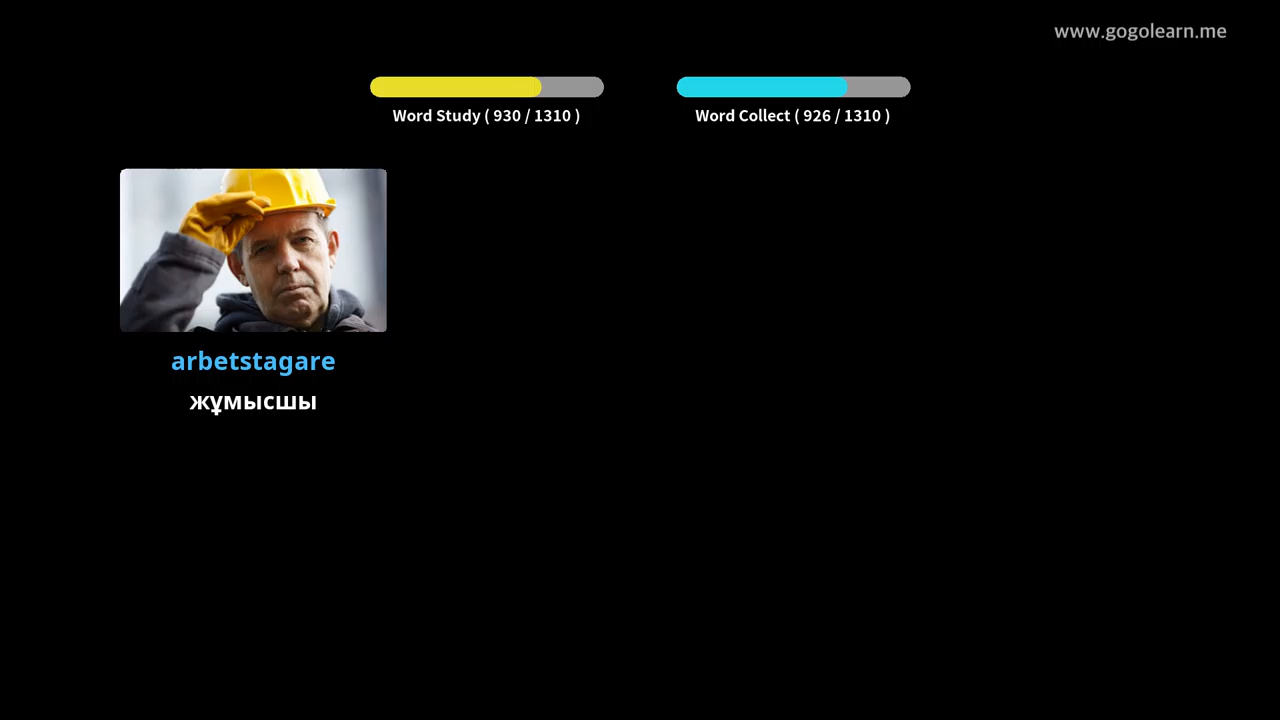 www.gogolearn.me
Word Study ( 930 / 1310 )
Word Collect ( 926 / 1310 )
arbetstagare
жұмысшы